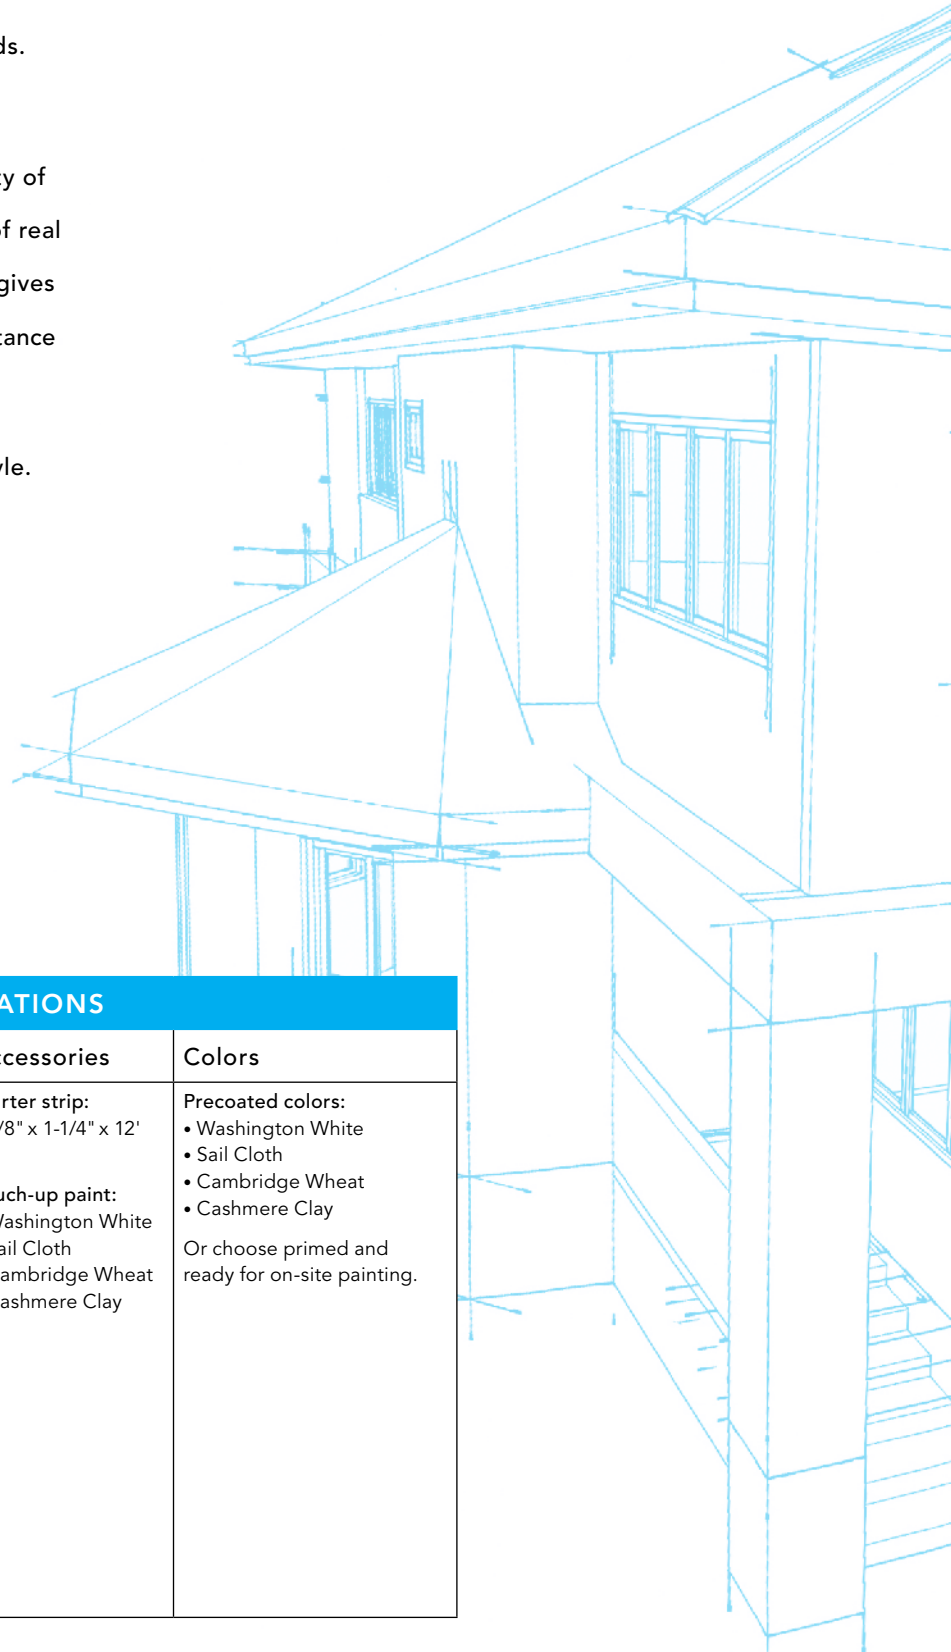 ds.
ty of
of real
gives
tance
yle.
ATIONS
ccessories
rter strip:
/8" x 1-1/4" x 12'
uch-up paint:
Washington White
ail Cloth
ambridge Wheat
ashmere Clay
Colors
Precoated colors:
• Washington White
• Sail Cloth
• Cambridge Wheat
• Cashmere Clay
Or choose primed and
ready for on-site painting.